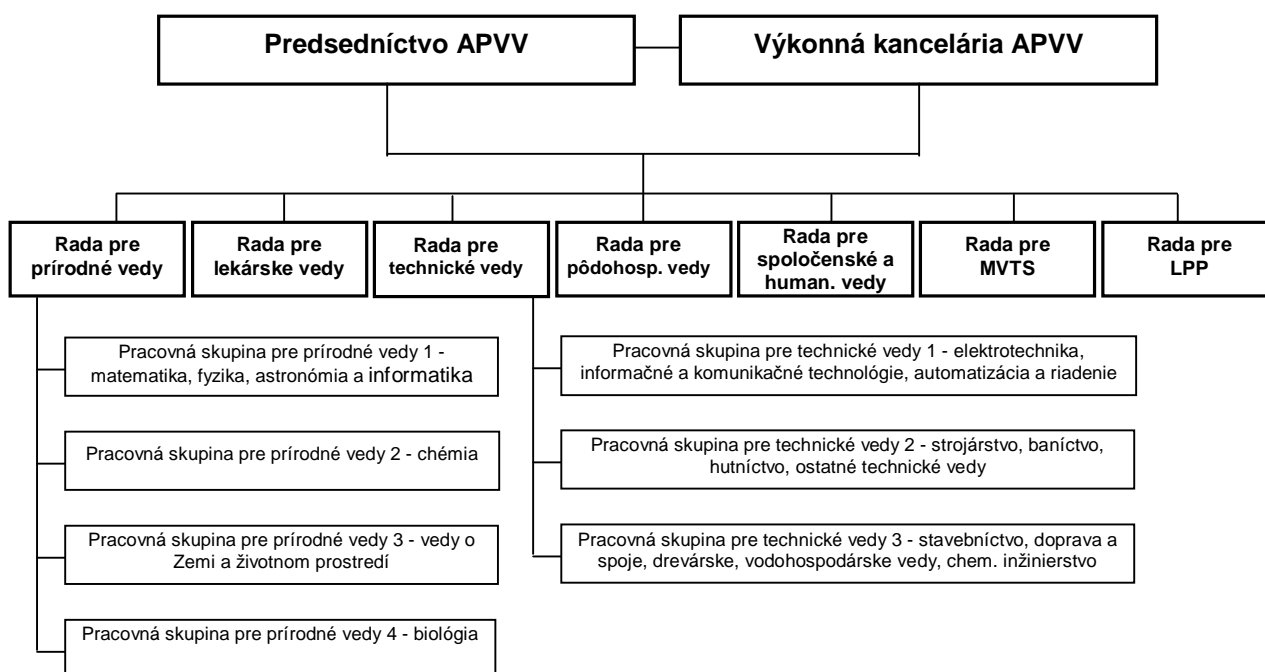 Predsedníctvo APVV
Výkonná kancelária APVV
Rada pre
prírodné vedy
Rada pre
lekárske vedy
Rada pre
technické vedy
Rada pre
pôdohosp. vedy
Rada pre
spoločenské a
human. vedy
Rada pre
MVTS
Rada pre
LPP
Pracovná skupina pre prírodné vedy 1 -
matematika, fyzika, astronómia a informatika
Pracovná skupina pre prírodné vedy 2 - chémia
Pracovná skupina pre prírodné vedy 3 - vedy o
Zemi a životnom prostredí
Pracovná skupina pre prírodné vedy 4 - biológia
Pracovná skupina pre technické vedy 1 - elektrotechnika,
informačné a komunikačné technológie, automatizácia a riadenie
Pracovná skupina pre technické vedy 2 - strojárstvo, baníctvo,
hutníctvo, ostatné technické vedy
Pracovná skupina pre technické vedy 3 - stavebníctvo, doprava a
spoje, drevárske, vodohospodárske vedy, chem. inžinierstvo